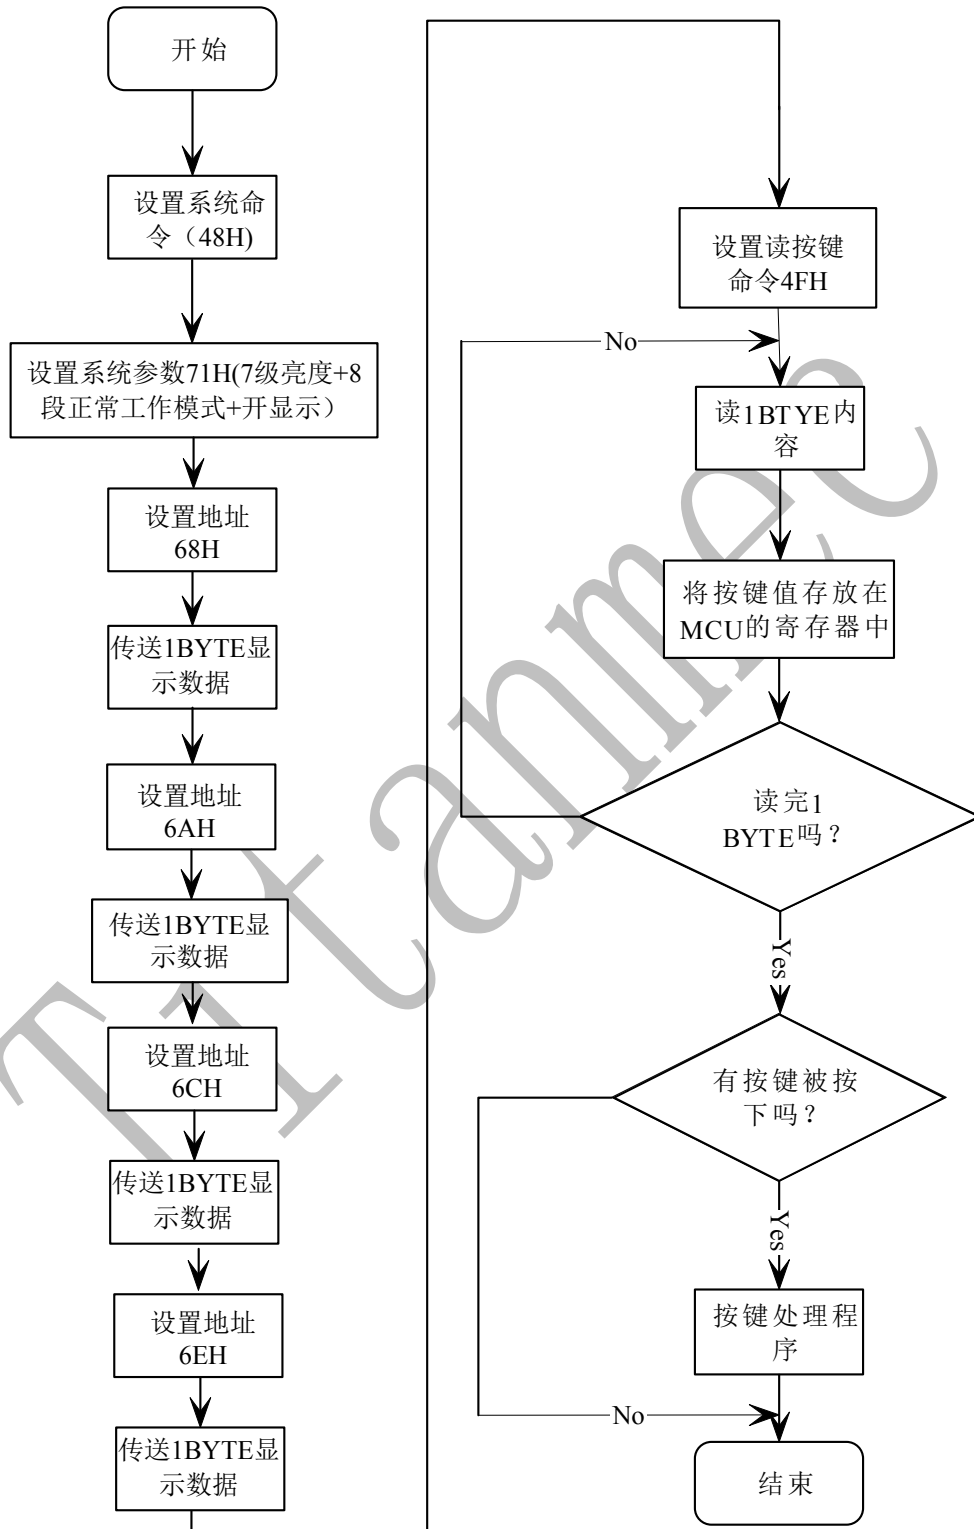 开始
设置系统命
令（48H)
设置系统参数71H(7级亮度+8
段正常工作模式+开显示）
设置地址
68H
传送1BYTE显
示数据
设置地址
6AH
传送1BYTE显
示数据
设置地址
6CH
传送1BYTE显
示数据
设置地址
6EH
传送1BYTE显
示数据
设置读按键
命令4FH
No
读1BTYE内
容
将按键值存放在
MCU的寄存器中
读完1
BYTE吗？
Yes
有按键被按
下吗？
Yes
按键处理程
序
No
结束
Titanmec